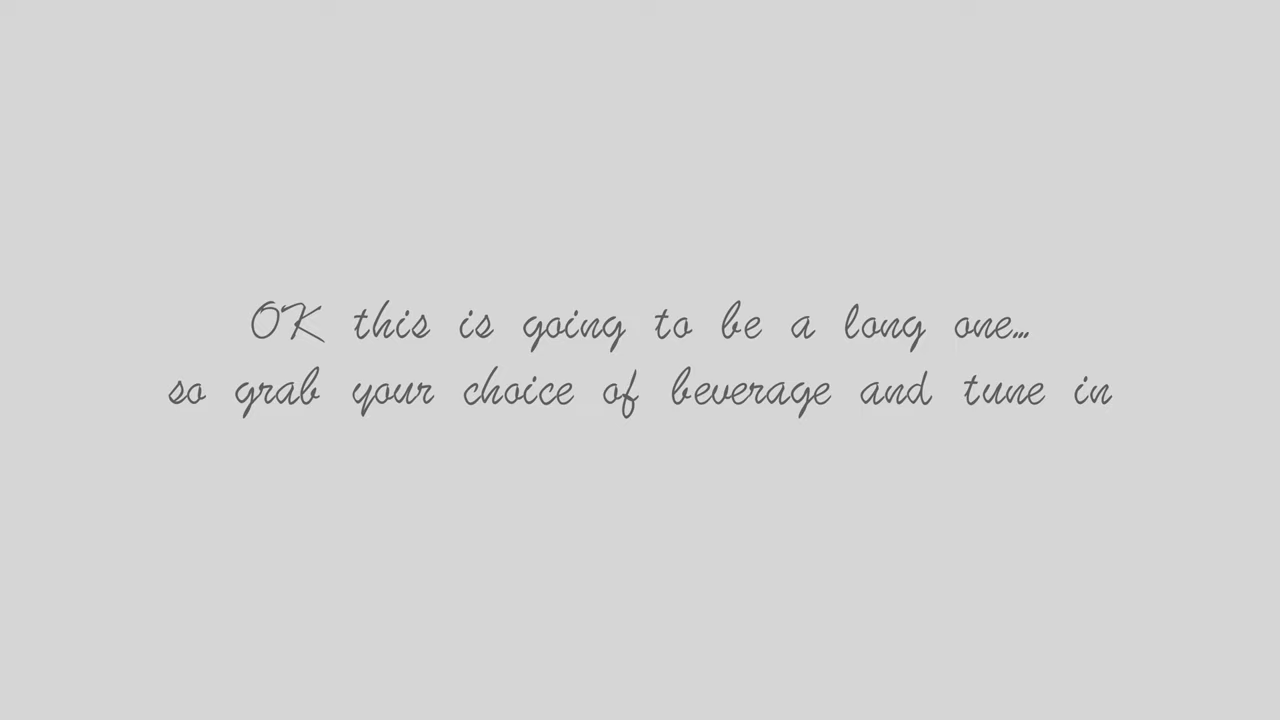 OK this is going to be a long one...
so grab your choice of beverage and tune in